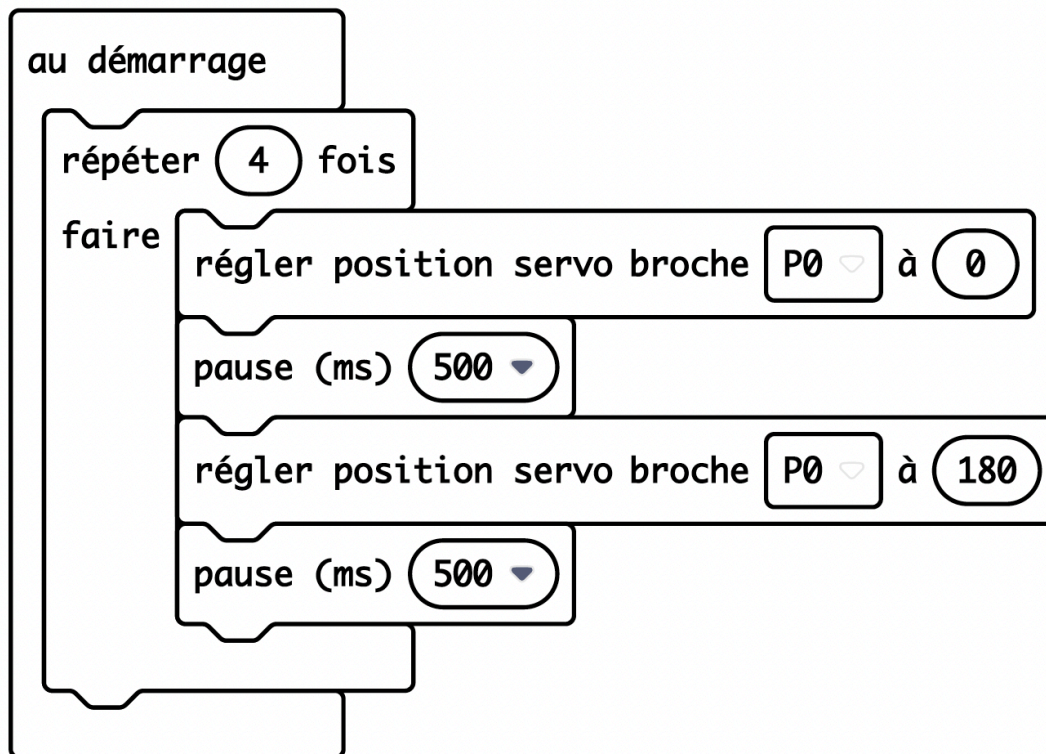 au démarrage
répéter 4 fois
faire
régler position servo broche P0 à 0
pause (ms) 500
régler position servo broche P0 à 180
pause (ms) 500